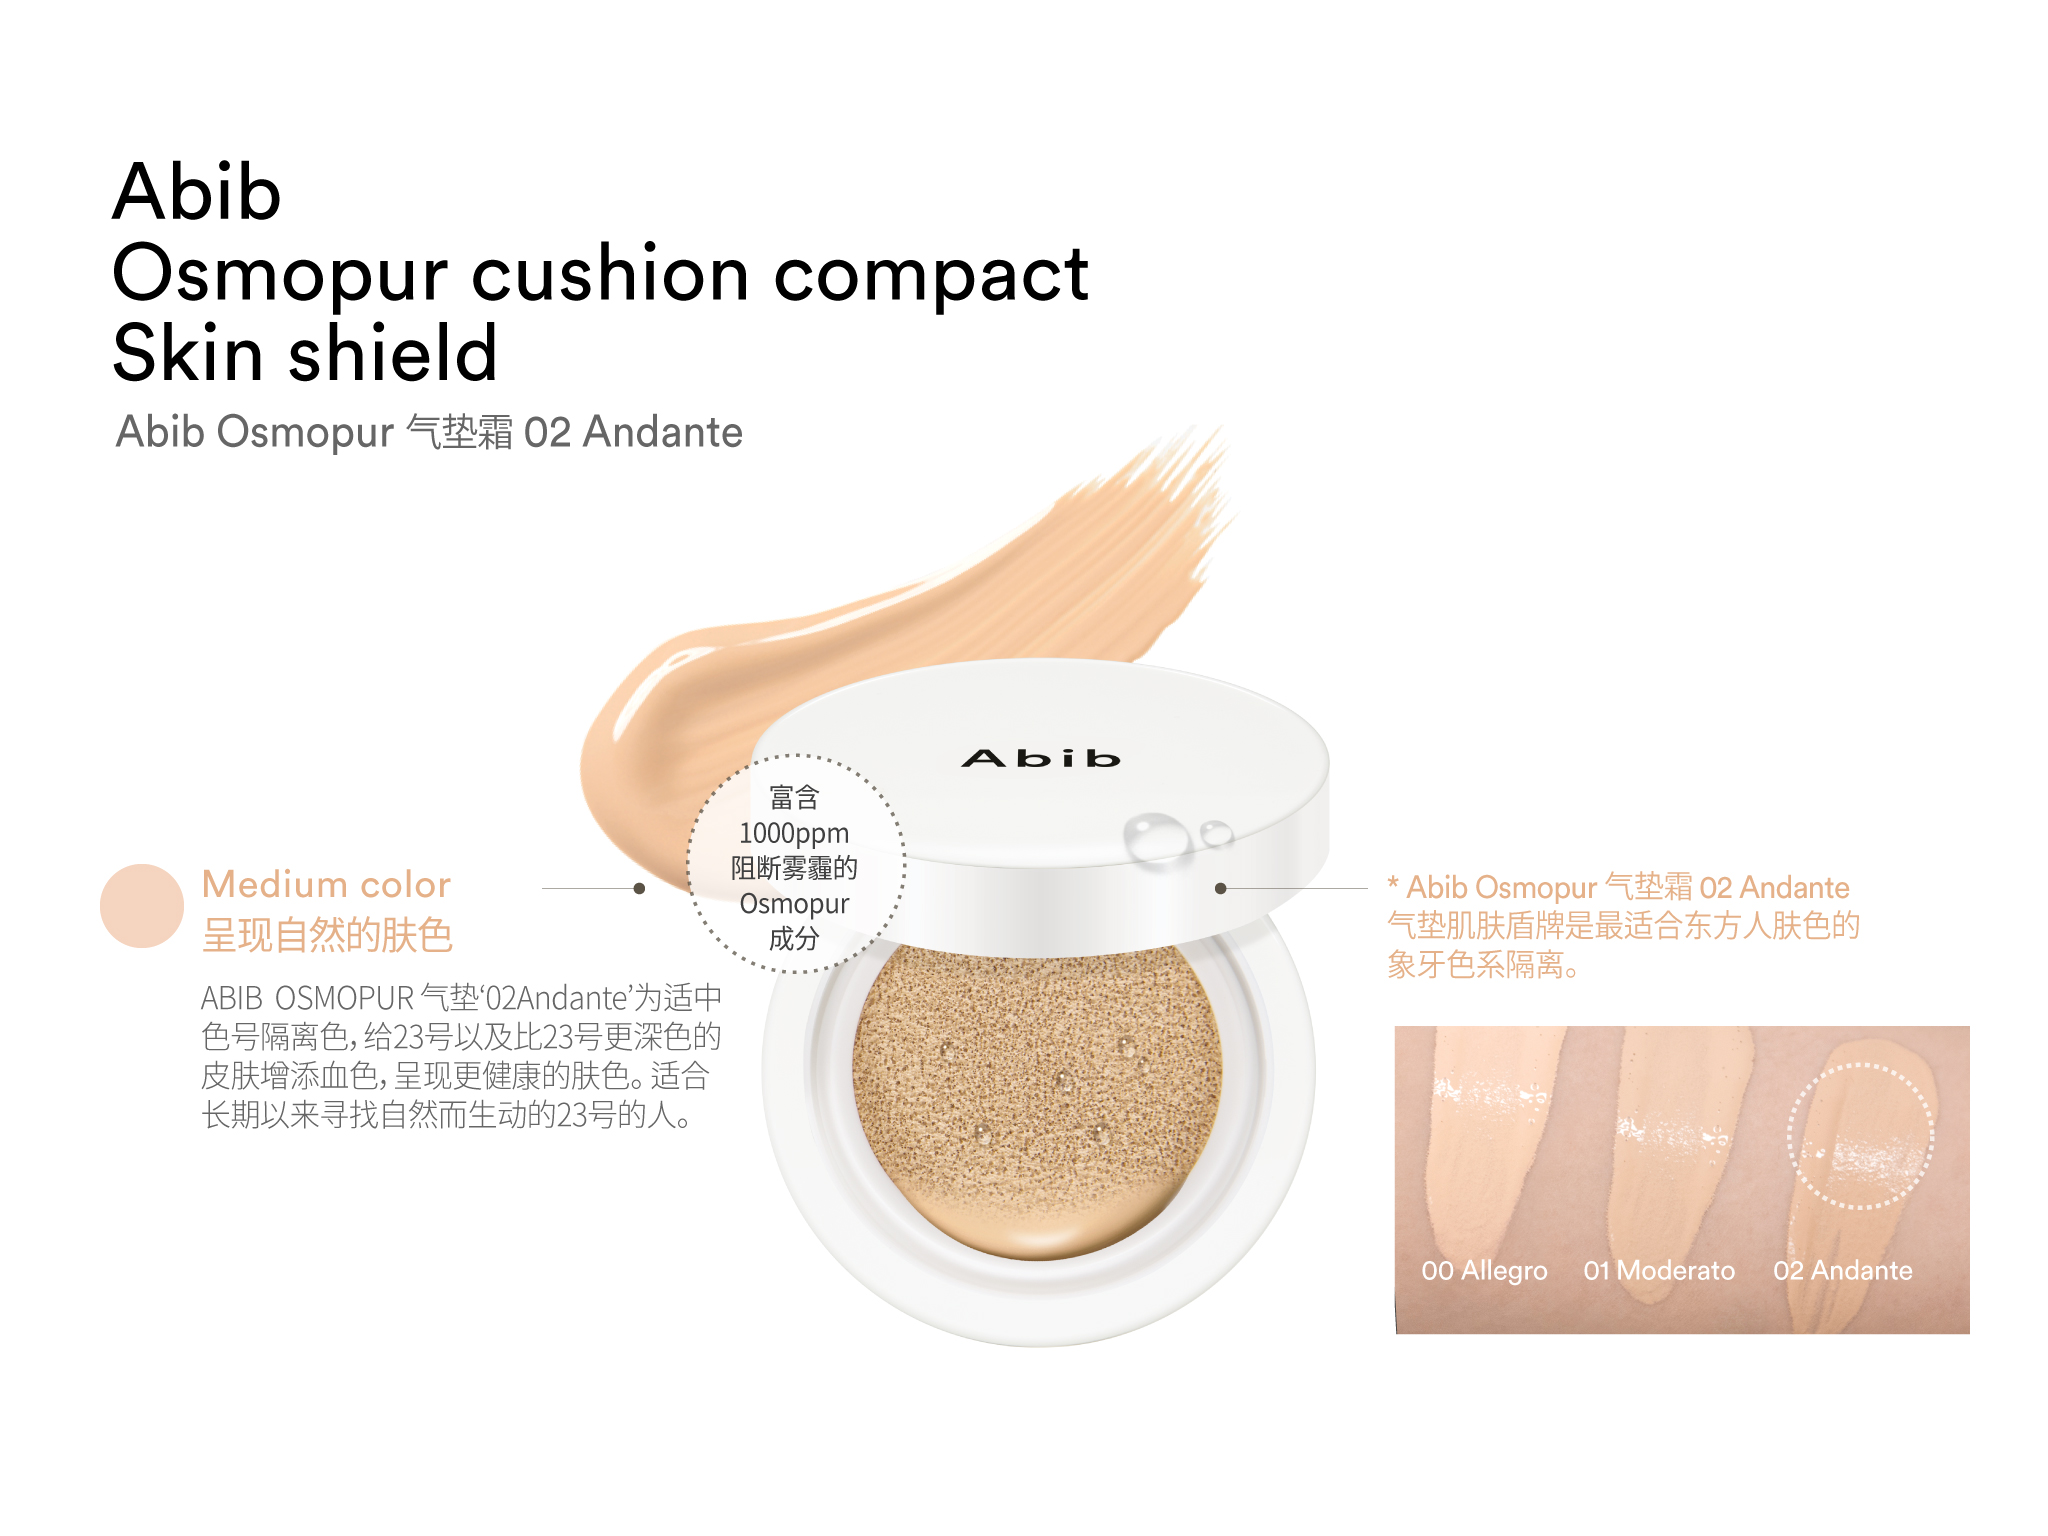 Abib
Osmopur cushion compact
Skin shield
Abib Osmopur 气垫霜 02 Andante
Abib
富含
1000ppm
阻断雾霾的
Osmopur
成分
Medium color
呈现自然的肤色
ABIB OSMOPUR 气垫‘02Andante’为适中
色号隔离色，给23号以及比23号更深色的
皮肤增添血色，呈现更健康的肤色。适合
长期以来寻找自然而生动的23号的人。
* Abib Osmopur 气垫霜 02 Andante
气垫肌肤盾牌是最适合东方人肤色的
象牙色系隔离。
00 Allegro 01 Moderato 02 Andante